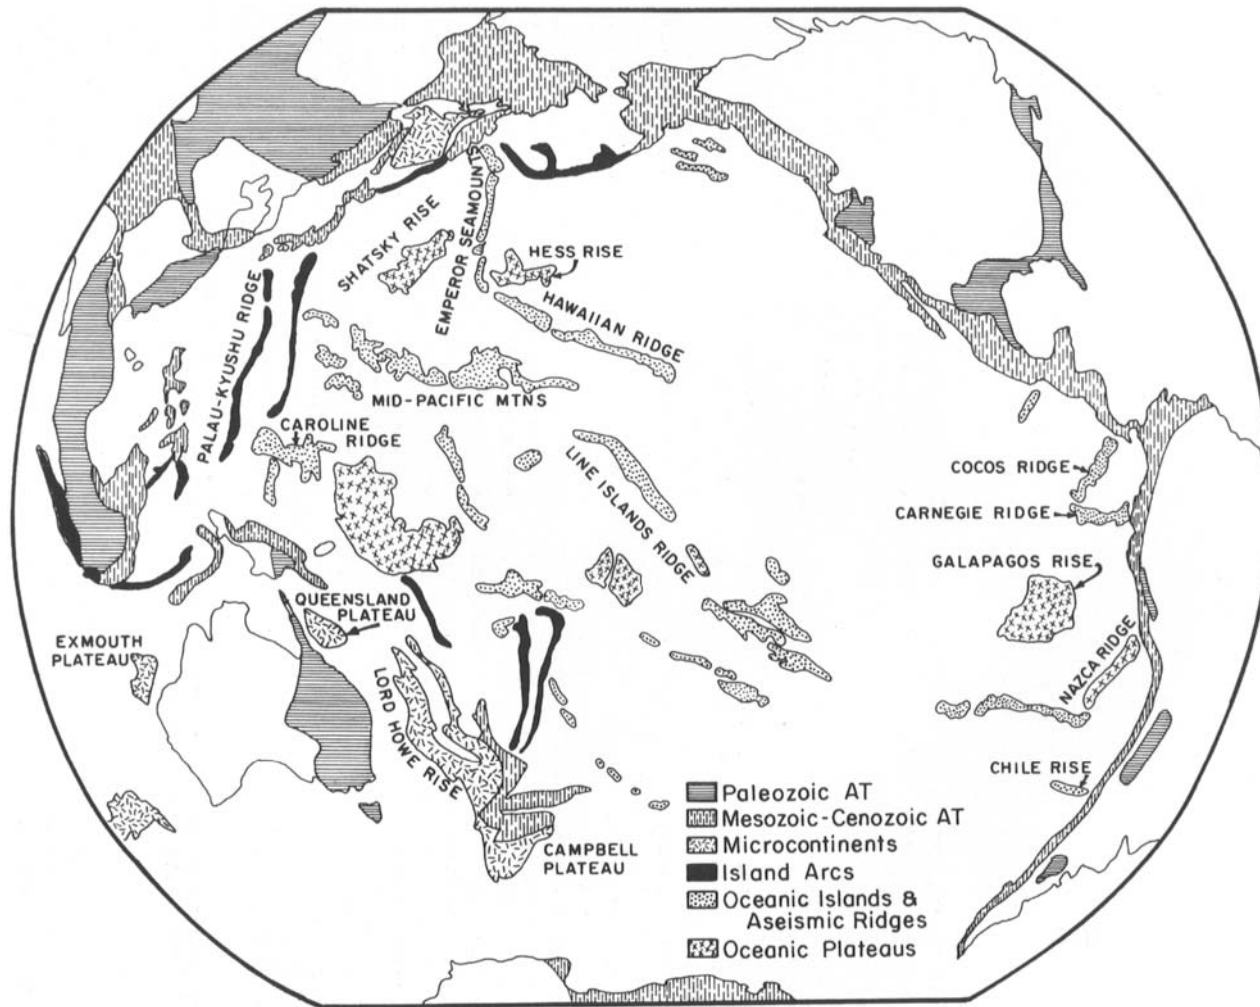 SHATSKY RISE
EMPEROR SEAMOUNTS
HESS RISE
HAWAIIAN RIDGE
PALAU-KYUSHU RIDGE
MID-PACIFIC MTNS
CAROLINE
RIDGE
LINE ISLANDS RIDGE
COCOS RIDGE
CARNEGIE RIDGE
GALAPAGOS RISE
QUEENSLAND
PLATEAU
EXMOUTH
PLATEAU
LORD HOWE RISE
NAZCA RIDGE
CHILE RISE
CAMPBELL
PLATEAU
Paleozoic AT
Mesozoic-Cenozoic AT
Microcontinents
Island Arcs
Oceanic Islands &
Aseismic Ridges
Oceanic Plateaus